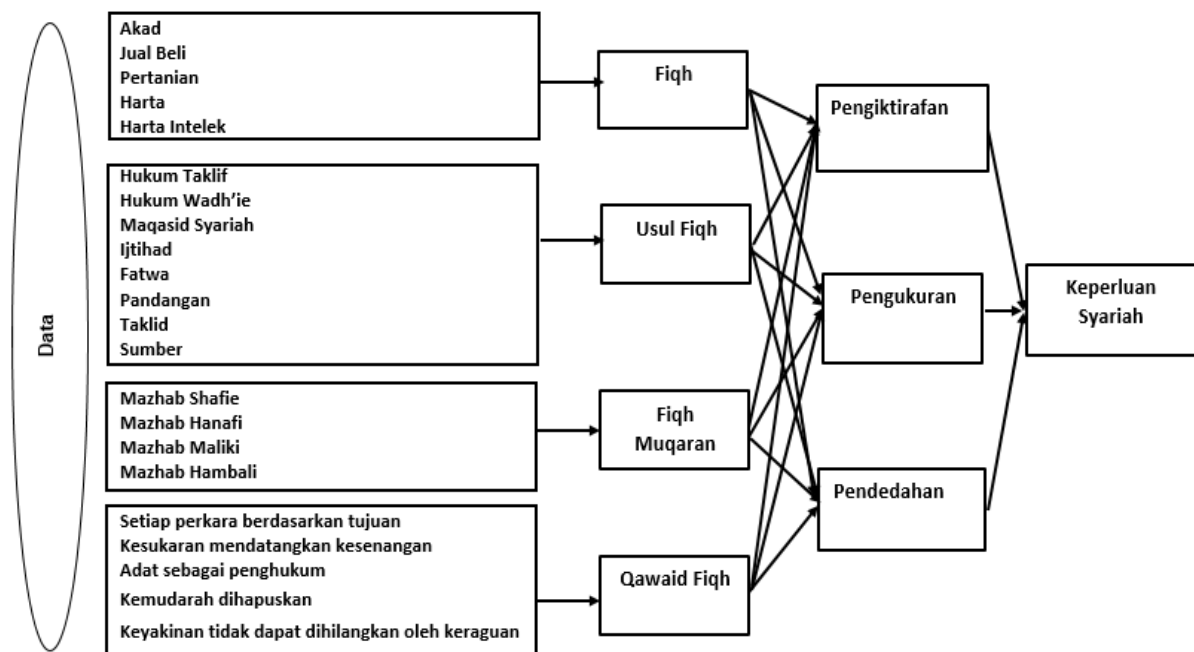 Data
Akad
Jual Beli
Pertanian
Harta
Harta Intelek
Hukum Taklif
Hukum Wadh'ie
Maqasid Syariah
Ijtihad
Fatwa
Pandangan
Taklid
Sumber
Mazhab Shafie
Mazhab Hanafi
Mazhab Maliki
Mazhab Hambali
Setiap perkara berdasarkan tujuan
Kesukaran mendatangkan kesenangan
Adat sebagai penghukum
Kemudarah dihapuskan
Keyakinan tidak dapat dihilangkan oleh keraguan
Fiqh
Usul Fiqh
Fiqh
Muqaran
Qawaid Fiqh
Pengiktirafan
Pengukuran
Pendedahan
Keperluan
Syariah